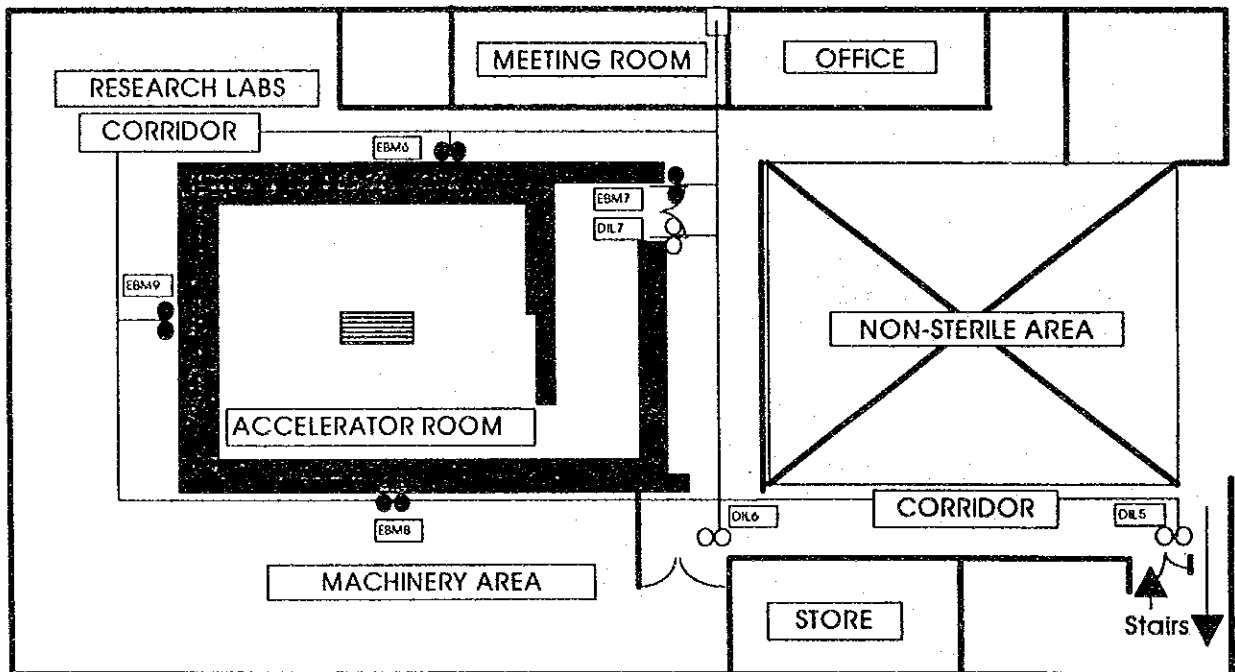 MEETING ROOM
OFFICE
RESEARCH LABS
CORRIDOR
EBM6
EBM7
DIL7
EBM9
NON-STERILE AREA
ACCELERATOR ROOM
CORRIDOR
DIL6
DIL5
EBM8
MACHINERY AREA
STORE
Stairs